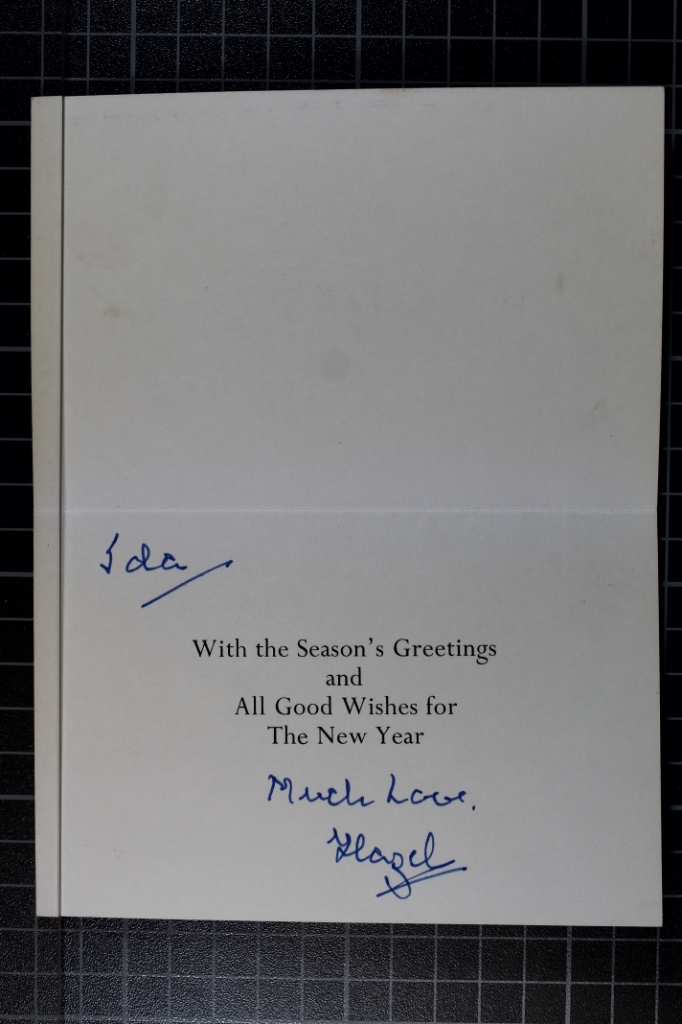 Ida
With the Season's Greetings
and
All Good Wishes for
The New Year
Much Love,
Hazel